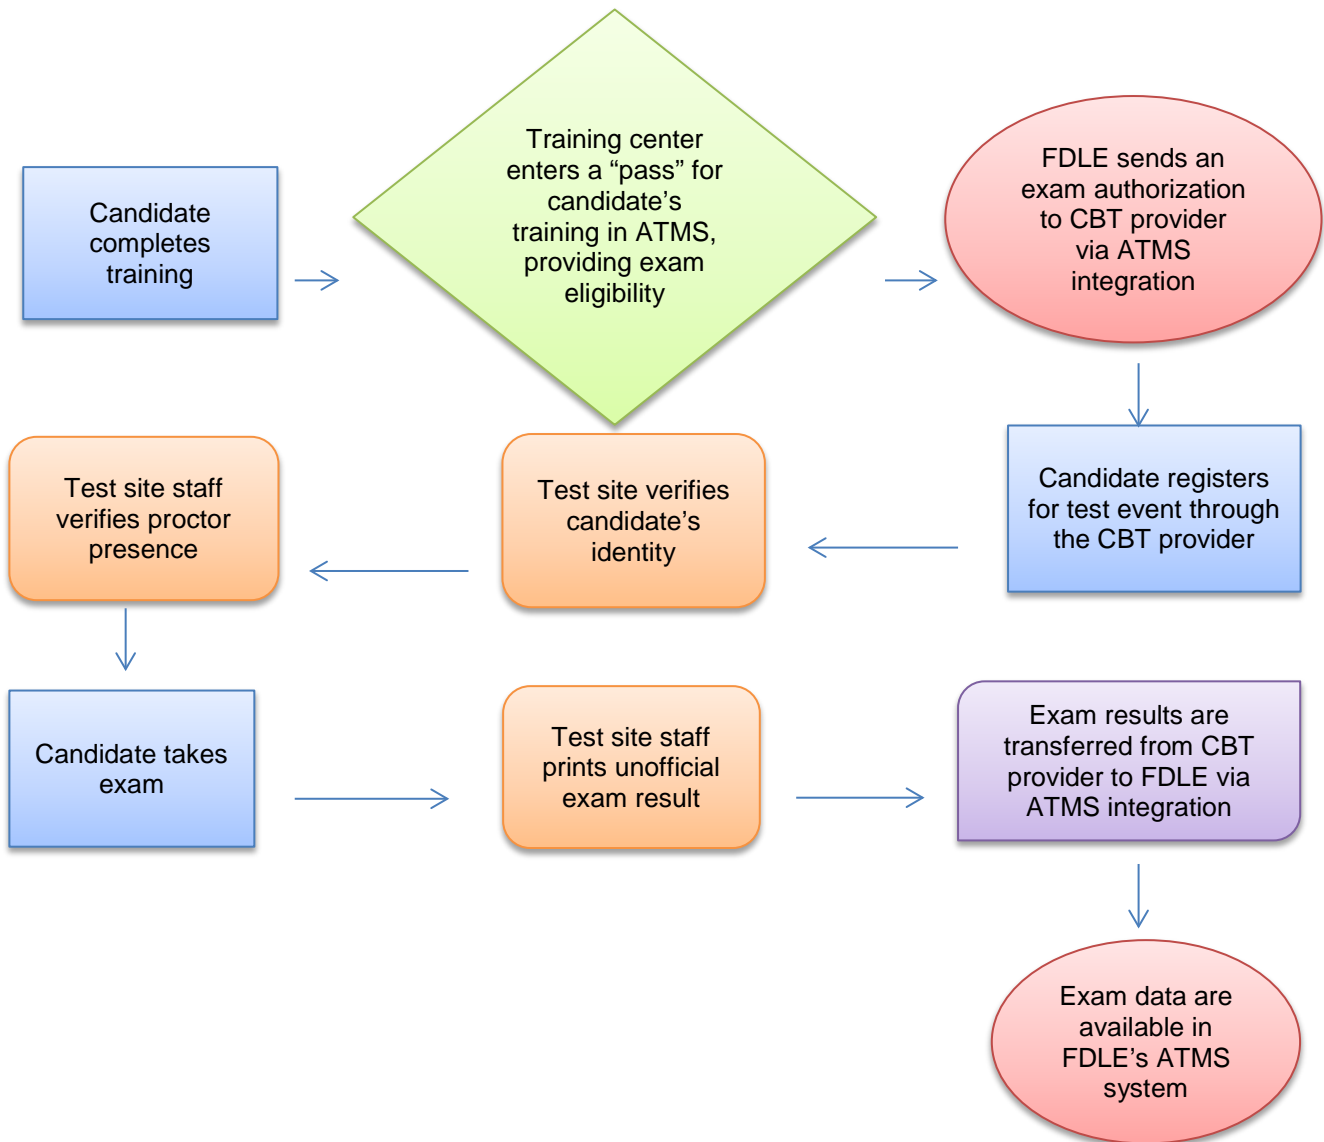 Candidate
completes
training
Training center
enters a “pass” for
candidate’s
training in ATMS,
providing exam
eligibility
FDLE sends an
exam authorization
to CBT provider
via ATMS
integration
Candidate registers
for test event through
the CBT provider
Test site verifies
candidate’s
identity
Test site staff
verifies proctor
presence
Candidate takes
exam
Test site staff
prints unofficial
exam result
Exam results are
transferred from CBT
provider to FDLE via
ATMS integration
Exam data are
available in
FDLE’s ATMS
system